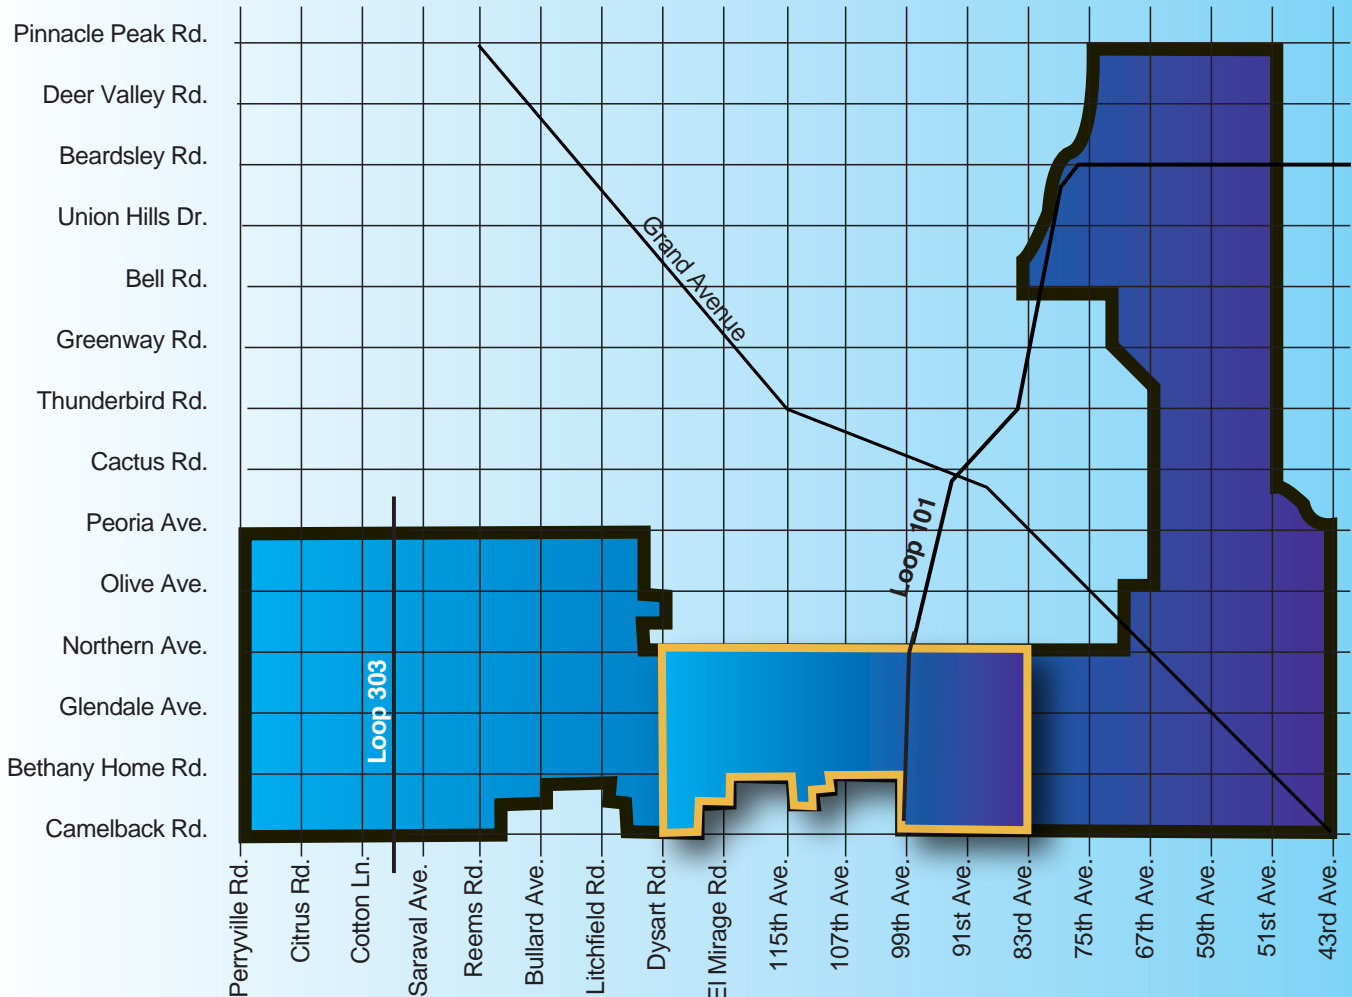 Pinnacle Peak Rd.
Deer Valley Rd.
Beardsley Rd.
Union Hills Dr.
Bell Rd.
Greenway Rd.
Thunderbird Rd.
Cactus Rd.
Peoria Ave.
Olive Ave.
Northern Ave.
Glendale Ave.
Bethany Home Rd.
Camelback Rd.
Grand Avenue
Loop 101
Loop 303
Perryville Rd.
Citrus Rd.
Cotton Ln.
Saraval Ave.
Reems Rd.
Bullard Ave.
Litchfield Rd.
Dysart Rd.
El Mirage Rd.
115th Ave.
107th Ave.
99th Ave.
91st Ave.
83rd Ave.
75th Ave.
67th Ave.
59th Ave.
51st Ave.
43rd Ave.